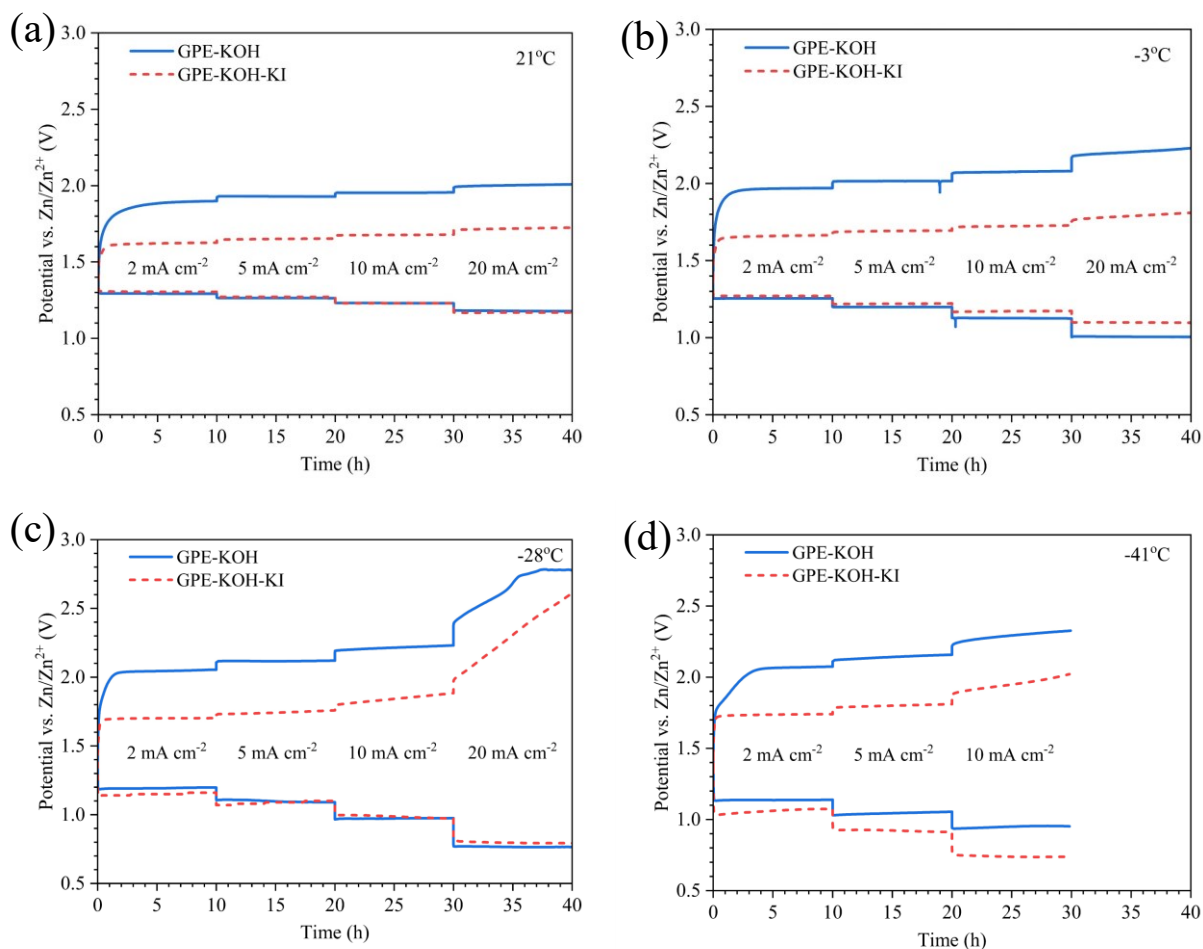 (a)
GPE-KOH
GPE-KOH-KI
21°C
3.0
2.5
2.0
1.5
1.0
0.5
Potential vs. Zn/Zn²⁺ (V)
2 mA cm⁻² 5 mA cm⁻² 10 mA cm⁻² 20 mA cm⁻²
0 5 10 15 20 25 30 35 40
Time (h)
(b)
GPE-KOH
GPE-KOH-KI
-3°C
3.0
2.5
2.0
1.5
1.0
0.5
Potential vs. Zn/Zn²⁺ (V)
2 mA cm⁻² 5 mA cm⁻² 10 mA cm⁻² 20 mA cm⁻²
0 5 10 15 20 25 30 35 40
Time (h)
(c)
GPE-KOH
GPE-KOH-KI
-28°C
3.0
2.5
2.0
1.5
1.0
0.5
Potential vs. Zn/Zn²⁺ (V)
2 mA cm⁻² 5 mA cm⁻² 10 mA cm⁻² 20 mA cm⁻²
0 5 10 15 20 25 30 35 40
Time (h)
(d)
GPE-KOH
GPE-KOH-KI
-41°C
3.0
2.5
2.0
1.5
1.0
0.5
Potential vs. Zn/Zn²⁺ (V)
2 mA cm⁻² 5 mA cm⁻² 10 mA cm⁻²
0 5 10 15 20 25 30 35 40
Time (h)